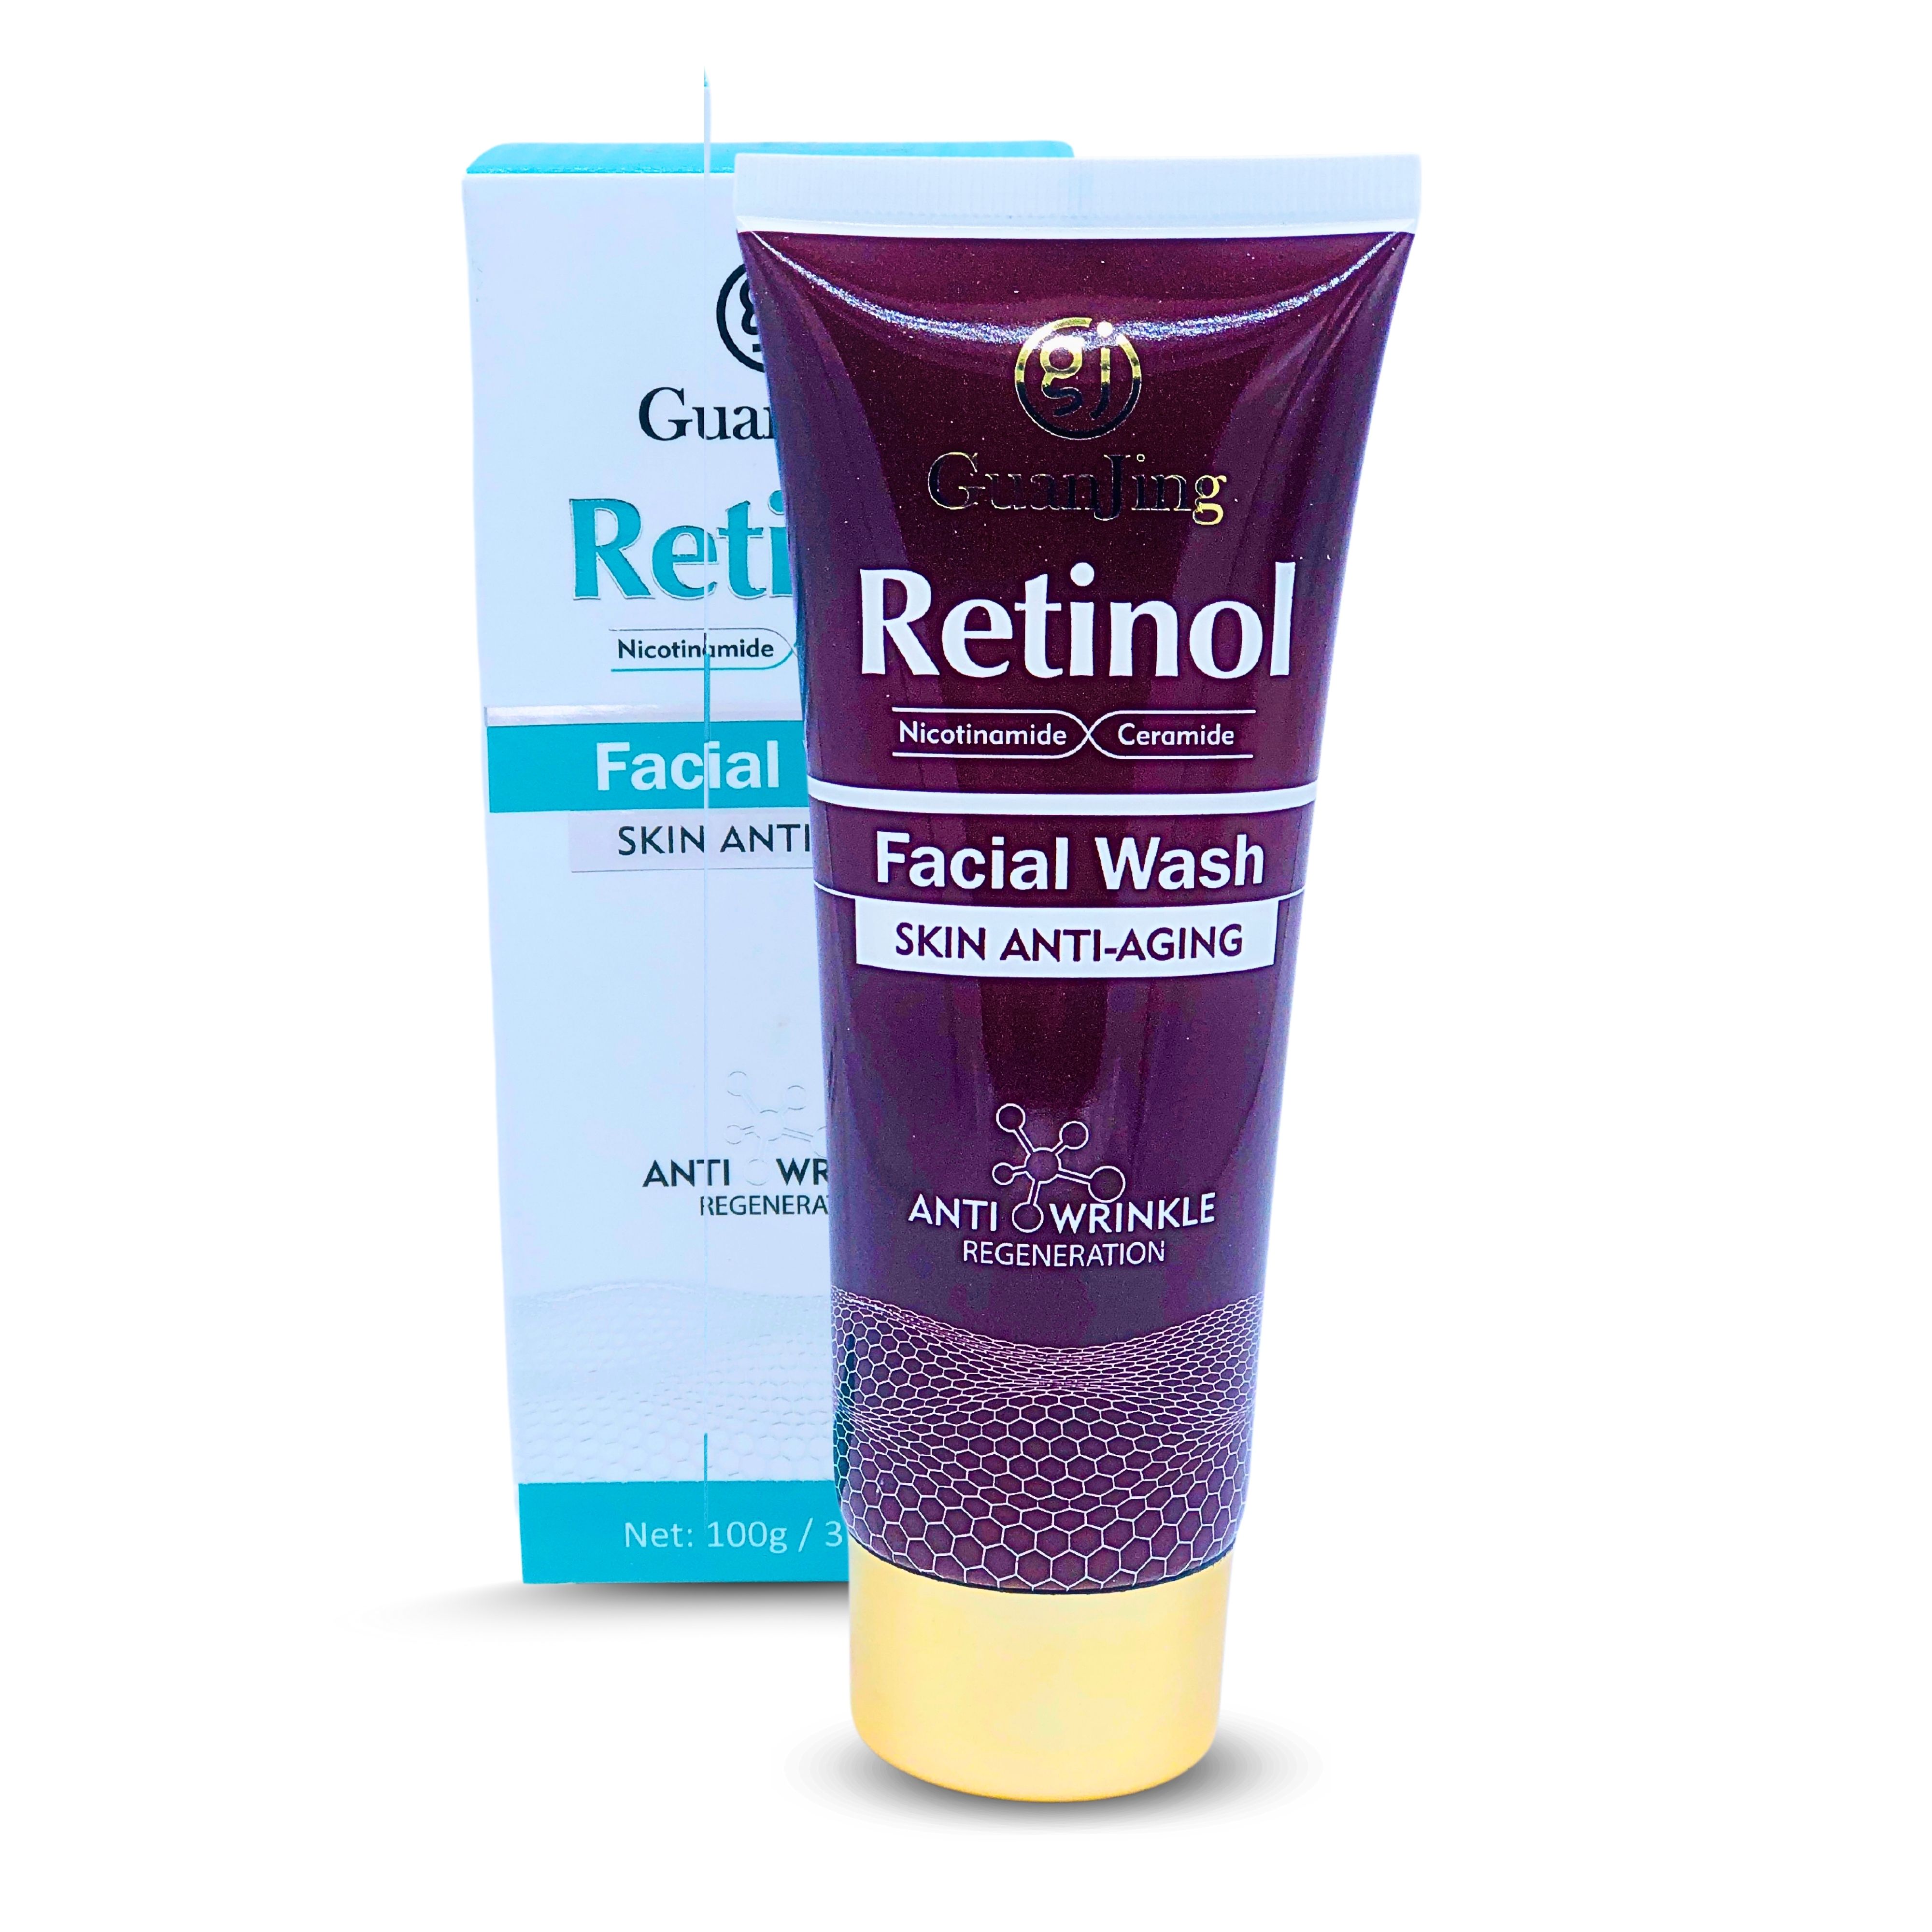 Gua
Reti
Nicotinamide
Facial
SKIN ANTI
ANTI WR
REGENERA
Net: 100g / 3
gj
GuanJing
Retinol
Nicotinamide Ceramide
Facial Wash
SKIN ANTI-AGING
ANTI WRINKLE
REGENERATION